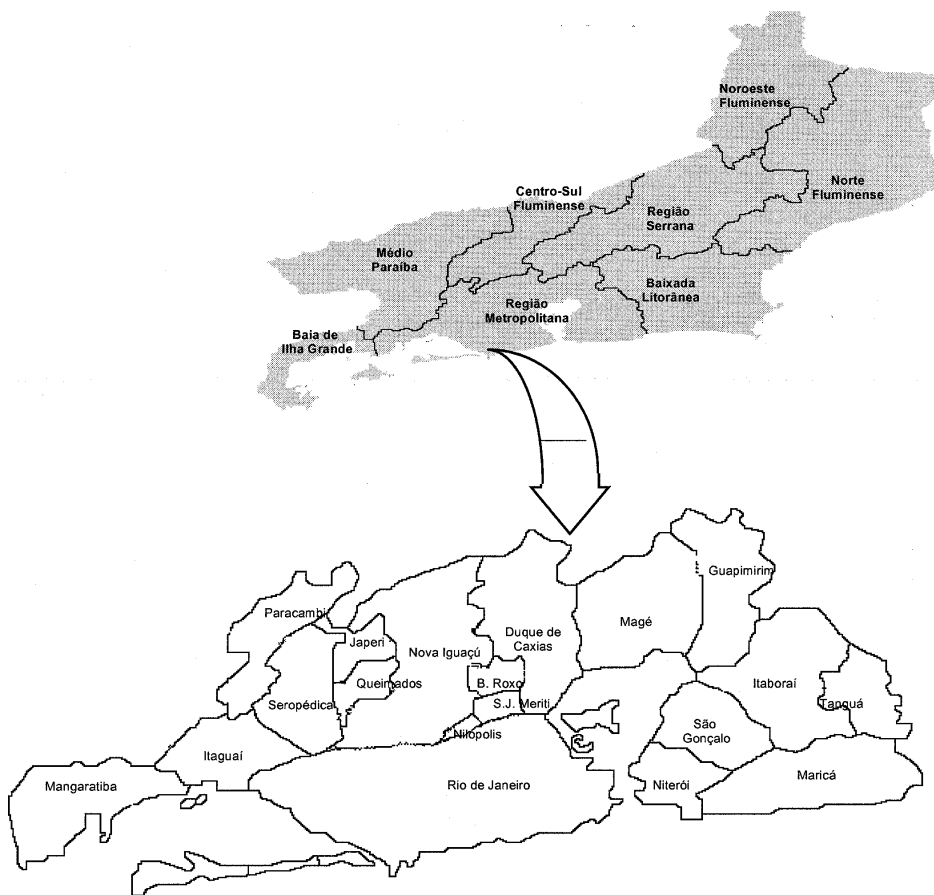 Noroeste
Fluminense
Norte
Fluminense
Centro-Sul
Fluminense
Região
Serrana
Médio
Paraíba
Baixada
Litorânea
Região
Metropolitana
Baia de
Ilha Grande
Guapimirim
Paracambi
Magé
Japeri
Duque de
Caxias
Nova Iguaçú
Queimados
B. Roxo
Itaboraí
Seropédica
S.J. Meriti
Tanguá
São
Gonçalo
Nilópolis
Itaguaí
Mangaratiba
Rio de Janeiro
Niterói
Maricá